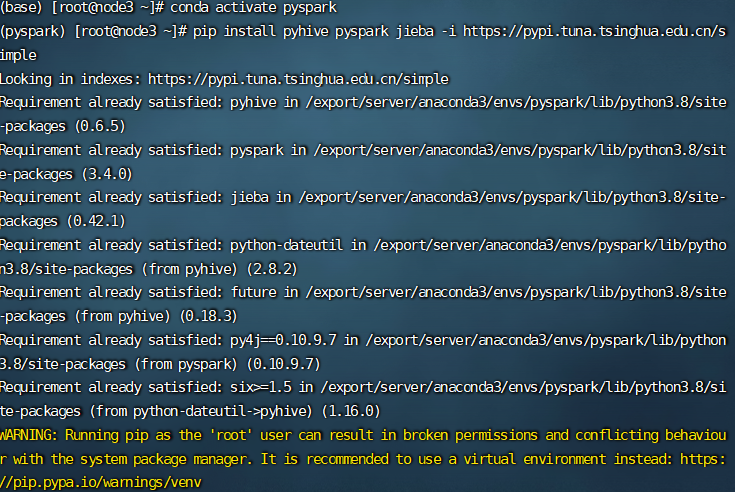 (base) [root@node3 ~]# conda activate pyspark
(pyspark) [root@node3 ~]# pip install pyhive pyspark jieba -i https://pypi.tuna.tsinghua.edu.cn/s
imple
Looking in indexes: https://pypi.tuna.tsinghua.edu.cn/simple
Requirement already satisfied: pyhive in /export/server/anaconda3/envs/pyspark/lib/python3.8/site
-packages (0.6.5)
Requirement already satisfied: pyspark in /export/server/anaconda3/envs/pyspark/lib/python3.8/sit
e-packages (3.4.0)
Requirement already satisfied: jieba in /export/server/anaconda3/envs/pyspark/lib/python3.8/site-
packages (0.42.1)
Requirement already satisfied: python-dateutil in /export/server/anaconda3/envs/pyspark/lib/pytho
n3.8/site-packages (from pyhive) (2.8.2)
Requirement already satisfied: future in /export/server/anaconda3/envs/pyspark/lib/python3.8/site
-packages (from pyhive) (0.18.3)
Requirement already satisfied: py4j==0.10.9.7 in /export/server/anaconda3/envs/pyspark/lib/python
3.8/site-packages (from pyspark) (0.10.9.7)
Requirement already satisfied: six>=1.5 in /export/server/anaconda3/envs/pyspark/lib/python3.8/si
te-packages (from python-dateutil->pyhive) (1.16.0)
WARNING: Running pip as the 'root' user can result in broken permissions and conflicting behaviou
r with the system package manager. It is recommended to use a virtual environment instead: https:
//pip.pypa.io/warnings/venv